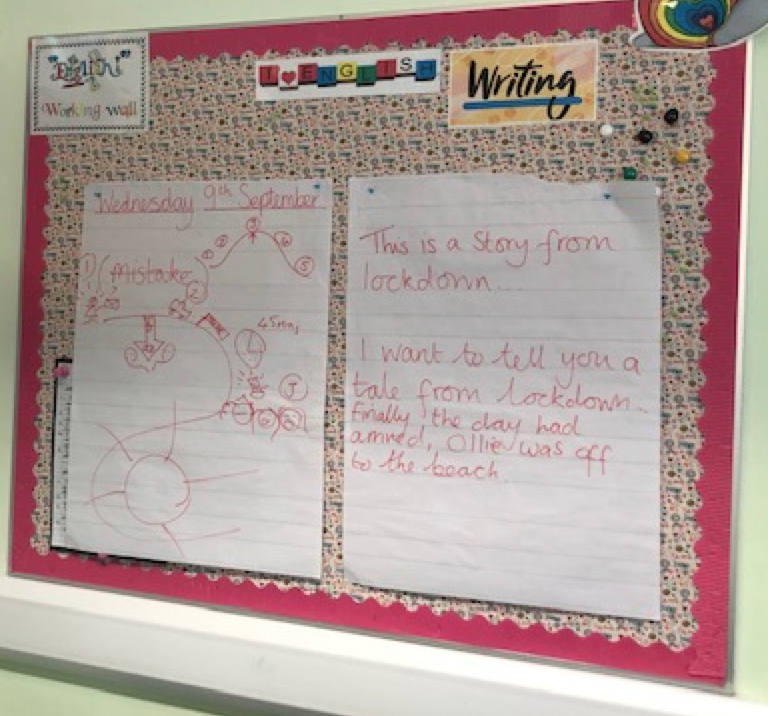 "English"
Working wall
I ♥ ENGLISH
Writing
Wednesday 9th September
1 2 3 4 5
1 (mistake)
2
45mins
This is a Story from
lockdown...
I want to tell you a
tale from lockdown..
Finally the day had
arrived, Ollie was off
to the beach.